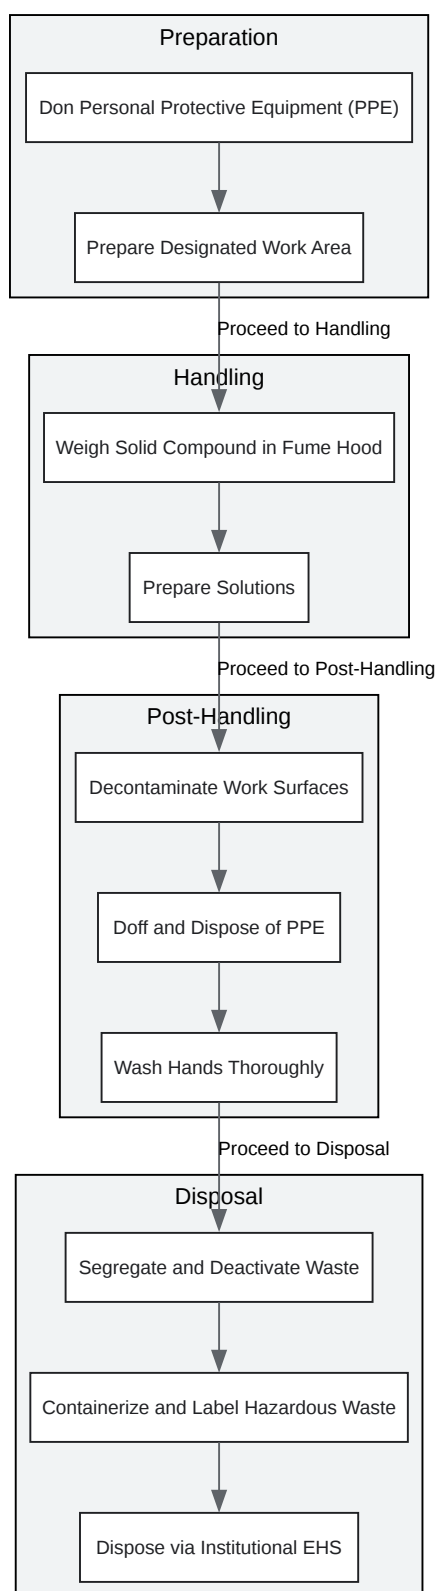 Preparation
Don Personal Protective Equipment (PPE)
Prepare Designated Work Area
Proceed to Handling
Handling
Weigh Solid Compound in Fume Hood
Prepare Solutions
Proceed to Post-Handling
Post-Handling
Decontaminate Work Surfaces
Doff and Dispose of PPE
Wash Hands Thoroughly
Proceed to Disposal
Disposal
Segregate and Deactivate Waste
Containerize and Label Hazardous Waste
Dispose via Institutional EHS